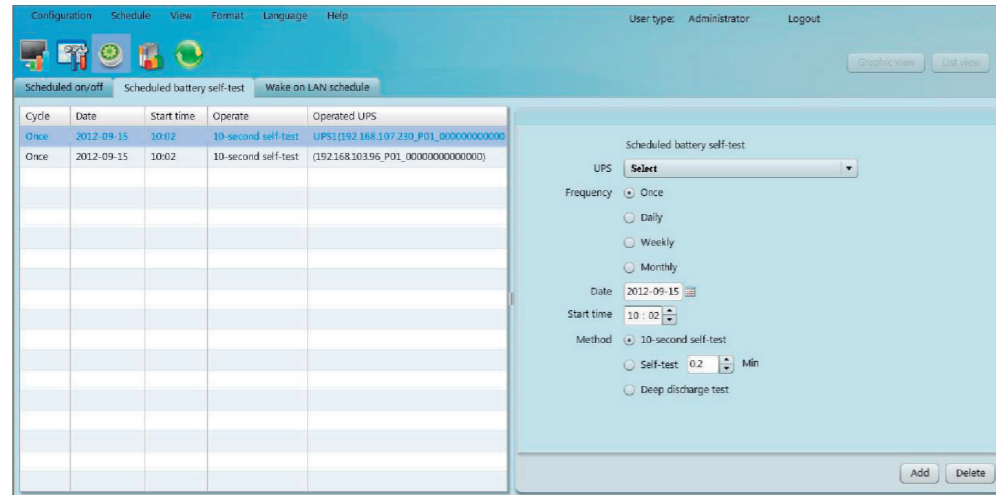 Configuration Schedule View Format Language Help User type: Administrator Logout
Graphic view List view
Scheduled on/off Scheduled battery self-test Wake on LAN schedule
Cycle Date Start time Operate Operated UPS
Once 2012-09-15 10:02 10-second self-test UPS1(192.168.107.230_P01_000000000000
Once 2012-09-15 10:02 10-second self-test (192.168.103.96_P01_00000000000000)
Scheduled battery self-test
UPS Select
Frequency Once
Daily
Weekly
Monthly
Date 2012-09-15
Start time 10 : 02
Method 10-second self-test
Self-test 0.2 Min
Deep discharge test
Add Delete